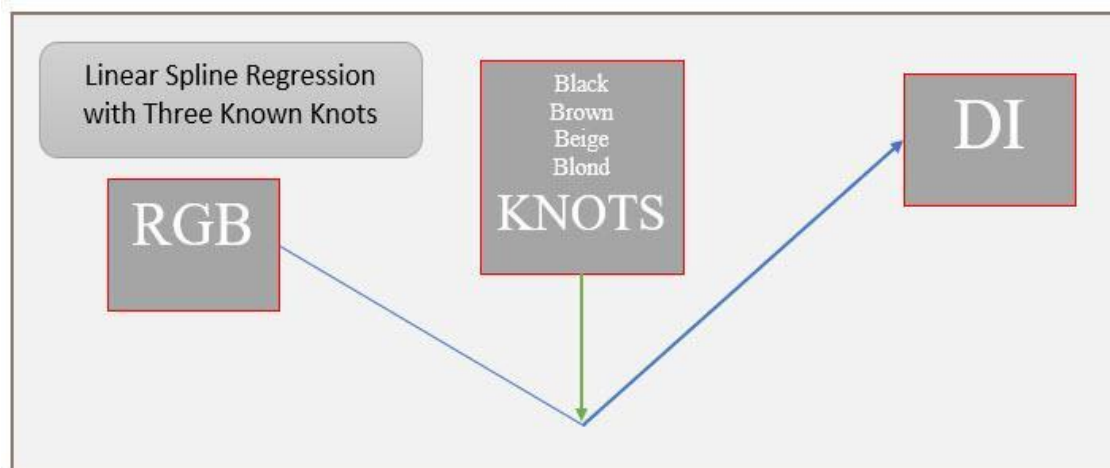 Linear Spline Regression
with Three Known Knots
RGB
Black
Brown
Beige
Blond
KNOTS
DI